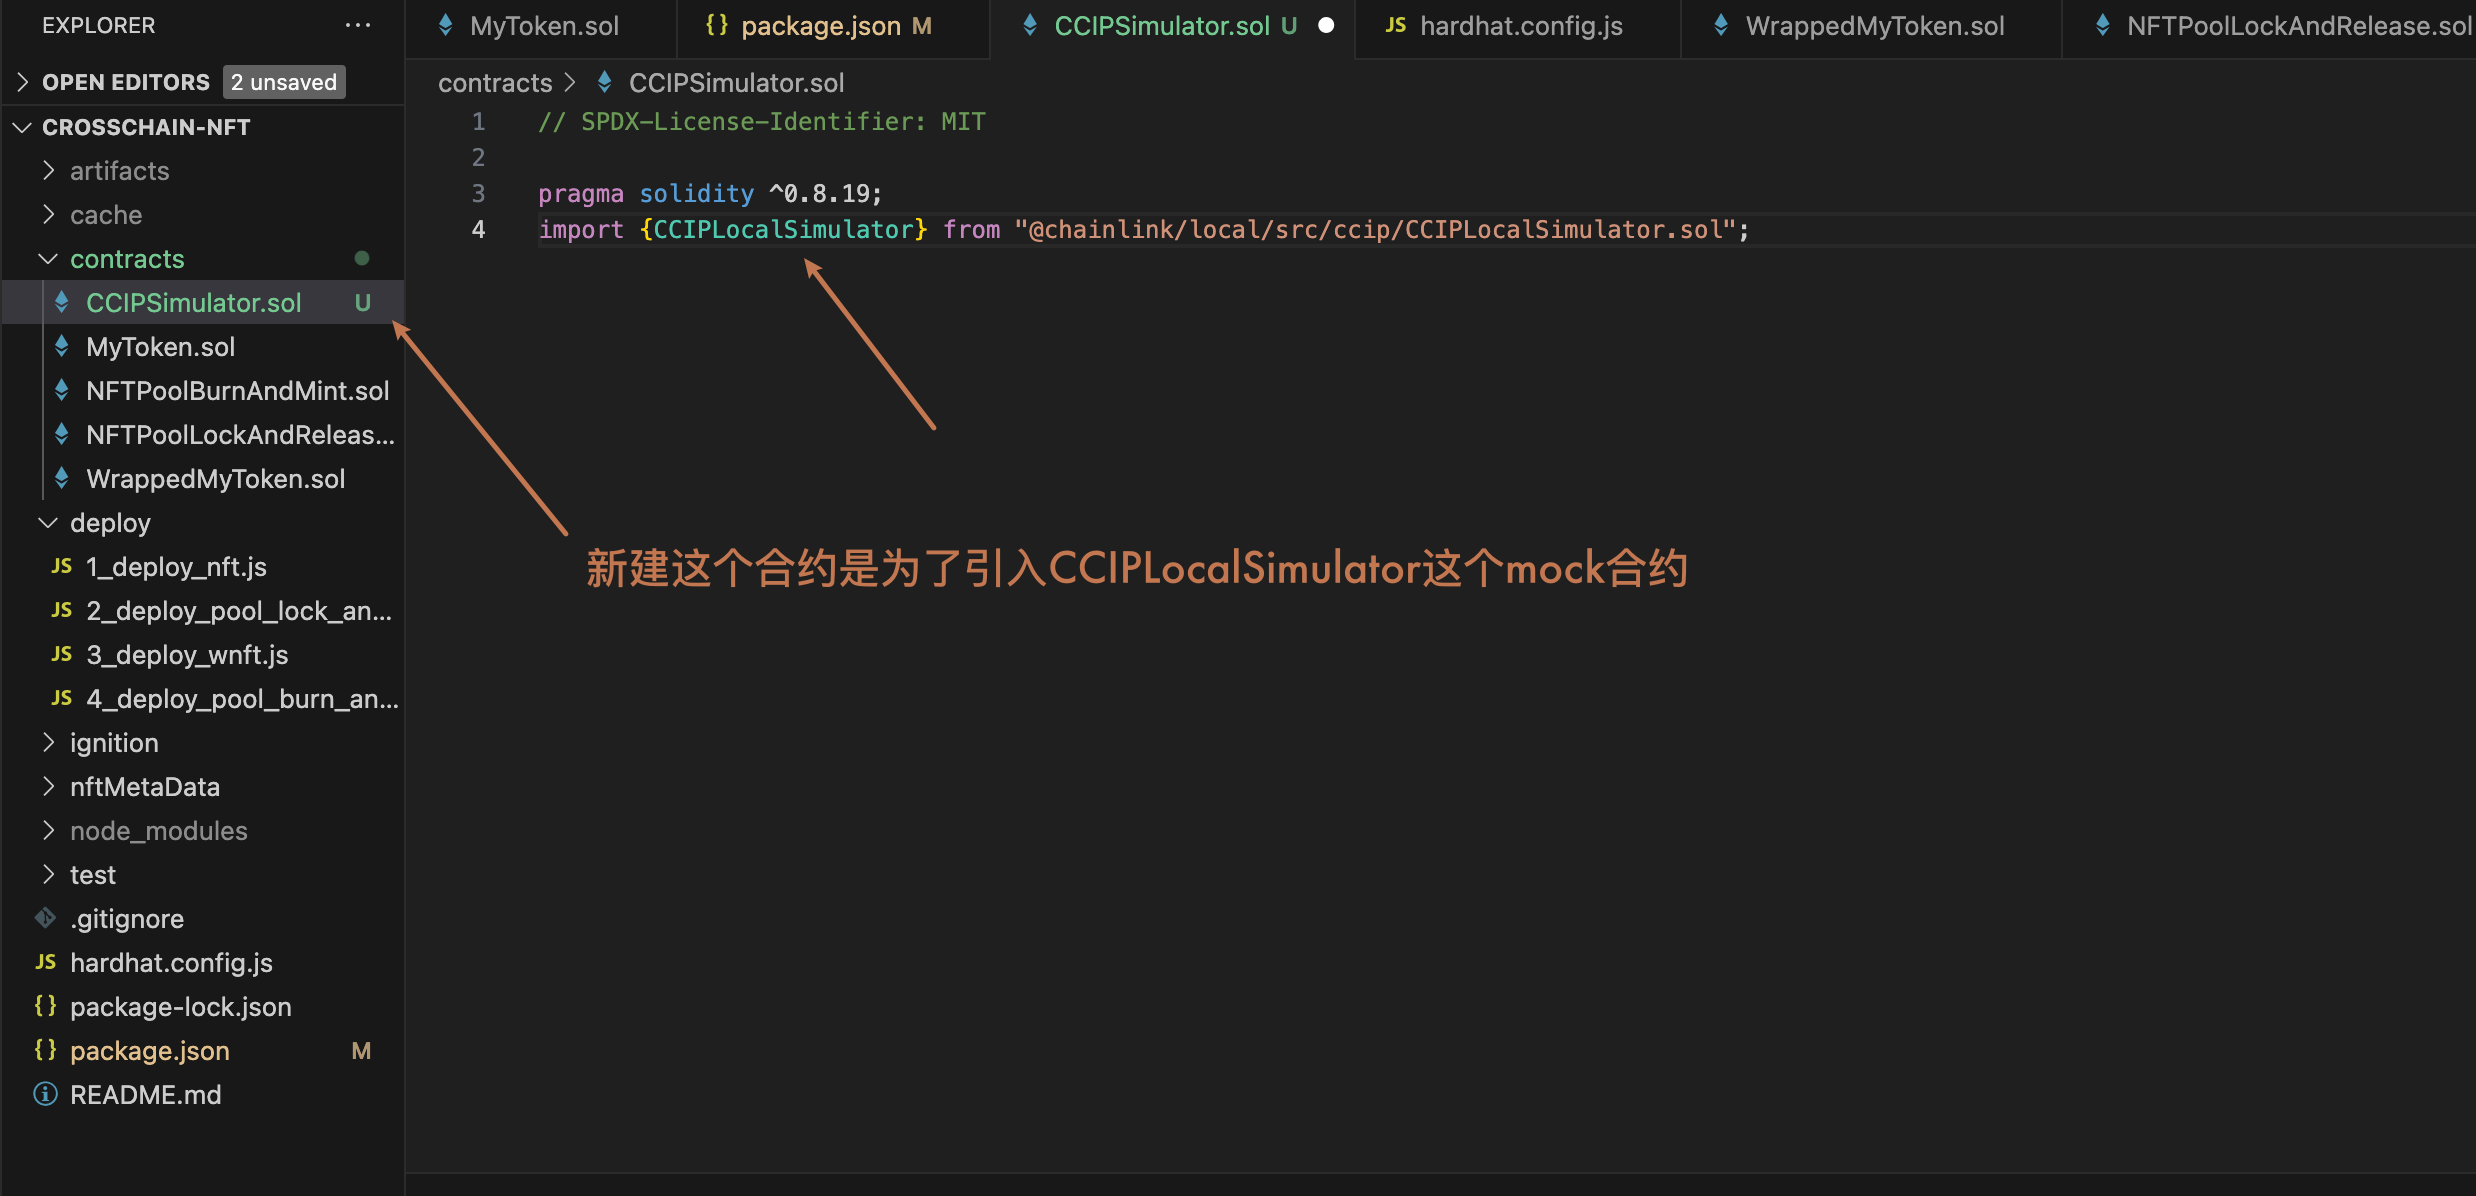 EXPLORER
OPEN EDITORS 2 unsaved
CROSSCHAIN-NFT
artifacts
cache
contracts
CCIPSimulator.sol U
MyToken.sol
NFTPoolBurnAndMint.sol
NFTPoolLockAndReleas...
WrappedMyToken.sol
deploy
JS 1_deploy_nft.js
JS 2_deploy_pool_lock_an...
JS 3_deploy_wnft.js
JS 4_deploy_pool_burn_an...
ignition
nftMetaData
node_modules
test
.gitignore
JS hardhat.config.js
{} package-lock.json
{} package.json M
README.md
MyToken.sol {} package.json M CCIPSimulator.sol U JS hardhat.config.js WrappedMyToken.sol NFTPoolLockAndRelease.sol
contracts > CCIPSimulator.sol
1 // SPDX-License-Identifier: MIT
2
3 pragma solidity ^0.8.19;
4 import {CCIPLocalSimulator} from "@chainlink/local/src/ccip/CCIPLocalSimulator.sol";
新建这个合约是为了引入CCIPLocalSimulator这个mock合约